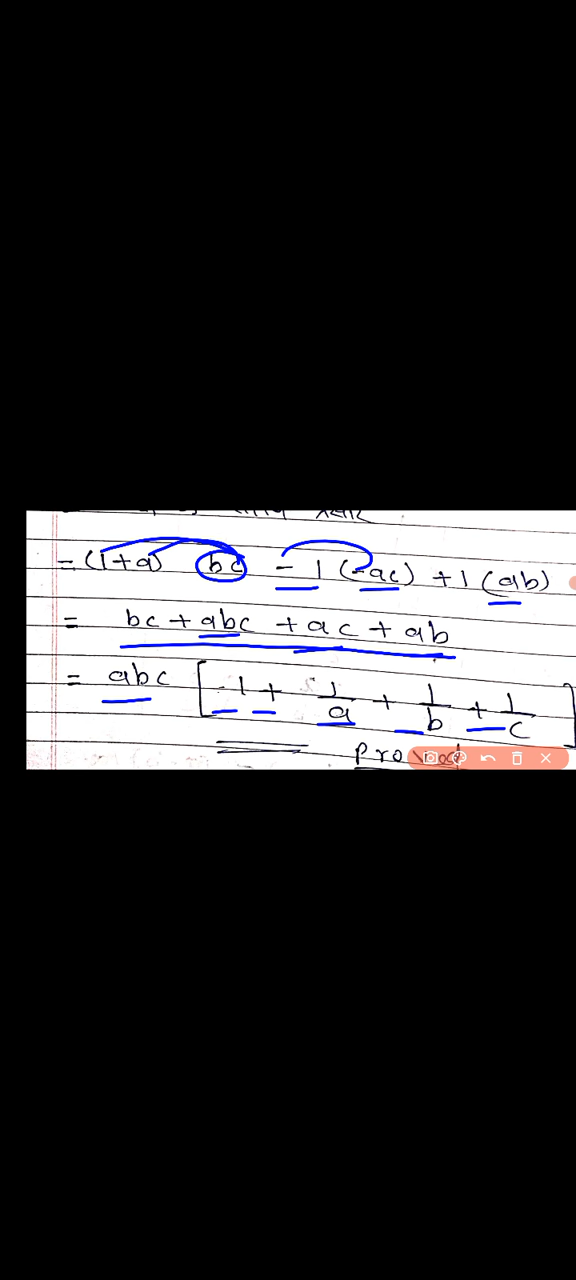 = (1+a) bc - 1 (-ac) + 1 (ab)
= bc + abc + ac + ab
= abc [ 1 + 1/a + 1/b + 1/c ]